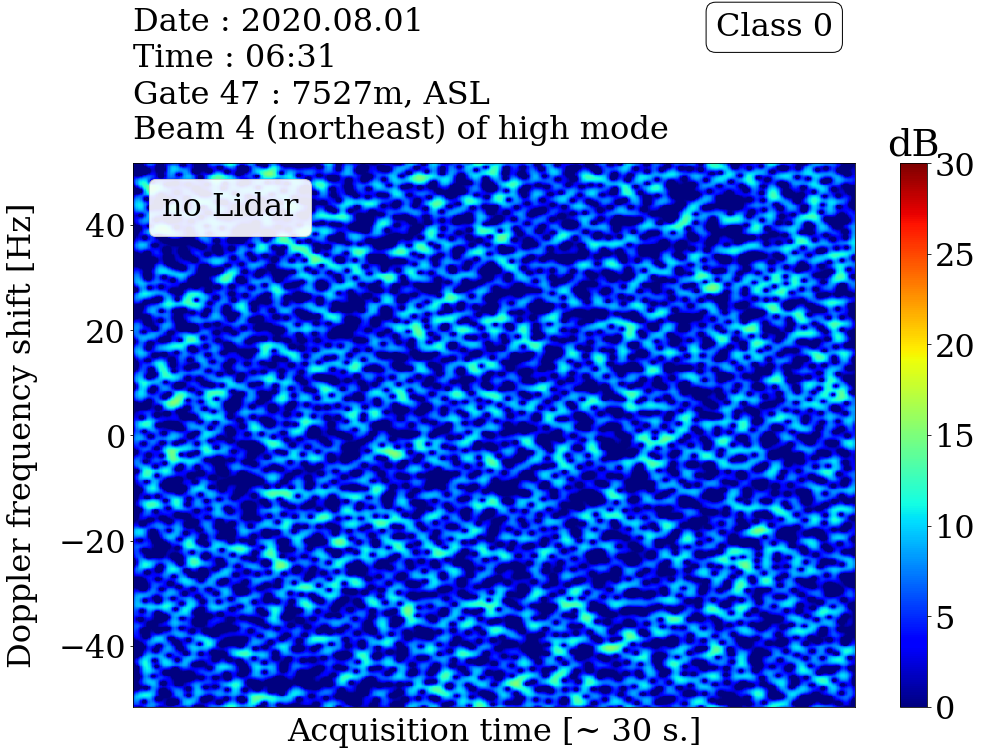 Date : 2020.08.01
Time : 06:31
Gate 47 : 7527m, ASL
Beam 4 (northeast) of high mode
Class 0
no Lidar
dB
30
25
20
15
10
5
0
Doppler frequency shift [Hz]
40
20
0
−20
−40
Acquisition time [~ 30 s.]